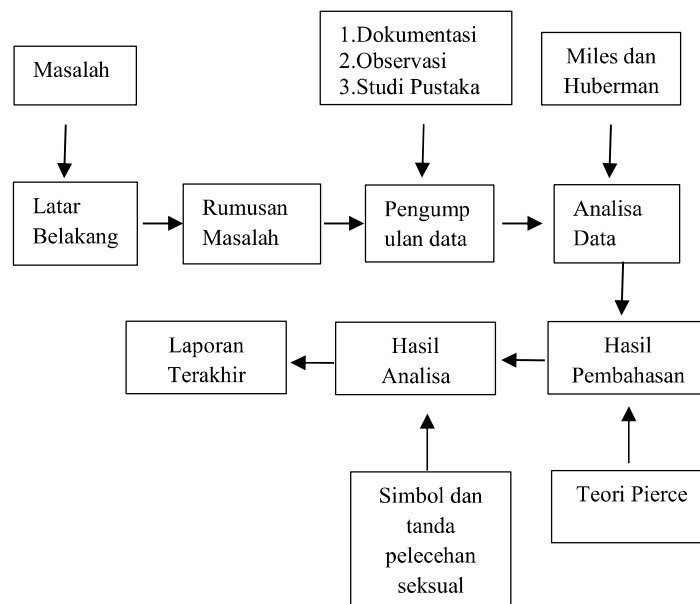 Masalah
1.Dokumentasi
2.Observasi
3.Studi Pustaka
Miles dan
Huberman
Latar
Belakang
Rumusan
Masalah
Pengump
ulan data
Analisa
Data
Laporan
Terakhir
Hasil
Analisa
Hasil
Pembahasan
Simbol dan
tanda
pelecehan
seksual
Teori Pierce